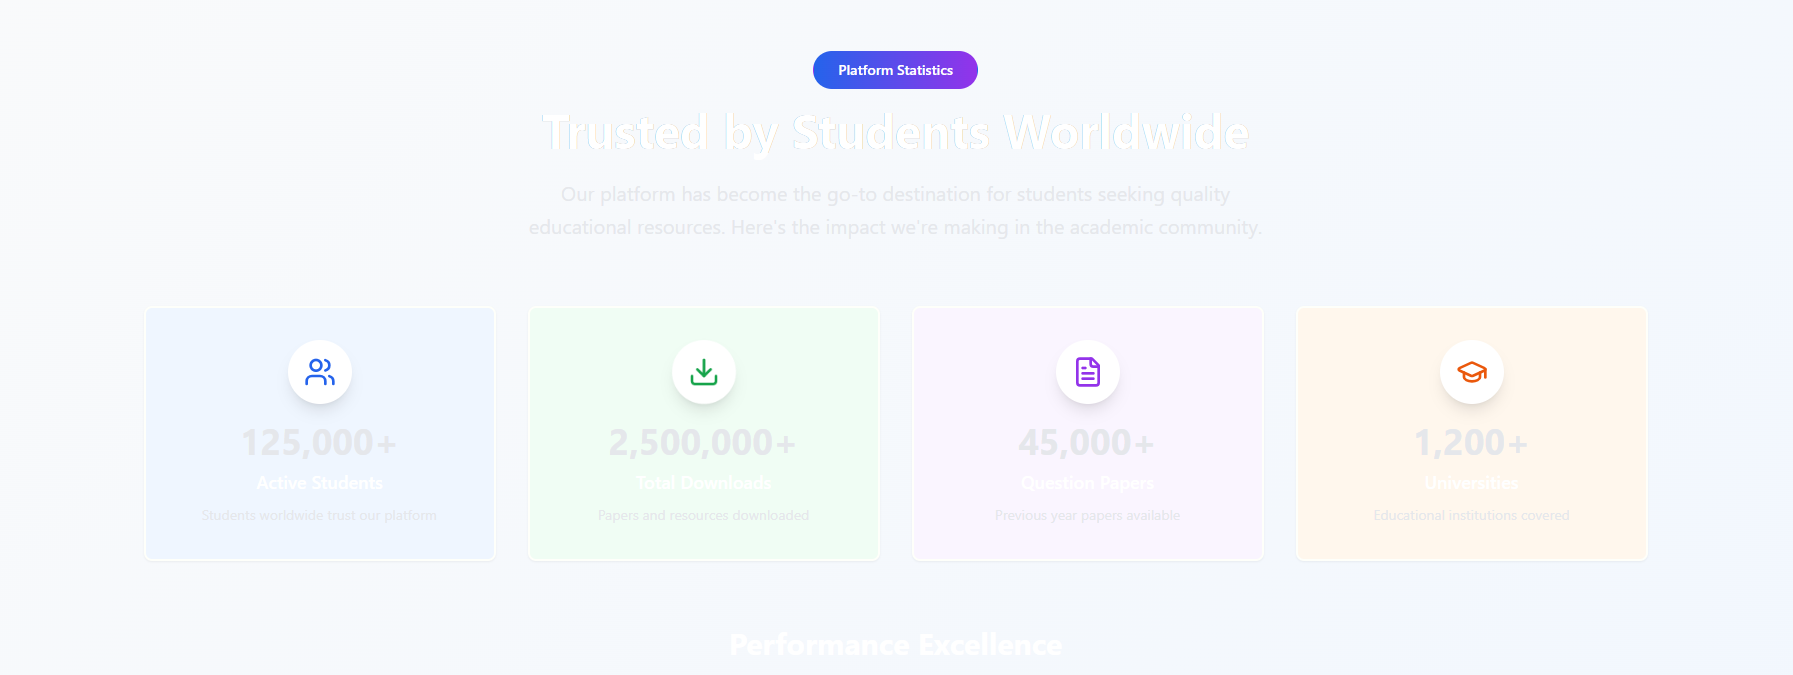 Platform Statistics
Trusted by Students Worldwide
Our platform has become the go-to destination for students seeking quality
educational resources. Here's the impact we're making in the academic community.
125,000+
Active Students
Students worldwide trust our platform
2,500,000+
Total Downloads
Papers and resources downloaded
45,000+
Question Papers
Previous year papers available
1,200+
Universities
Educational institutions covered
Performance Excellence